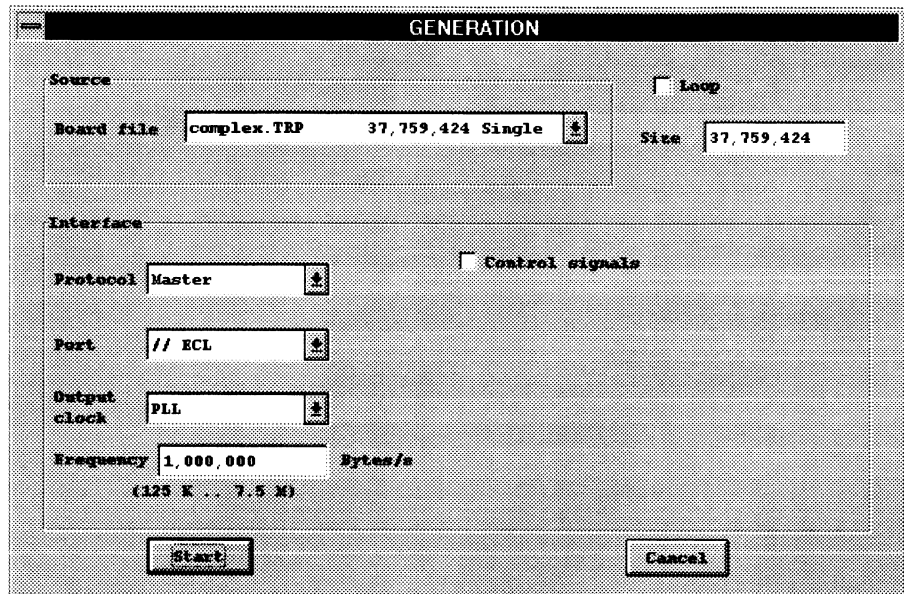 GENERATION
Source
Loop
Board file complex.TRP 37,759,424 Single
Size 37,759,424
Interface
Control signals
Protocol Master
Port // ECL
Output clock PLL
Frequency 1,000,000 Bytes/s
(125 K .. 7.5 M)
Start
Cancel